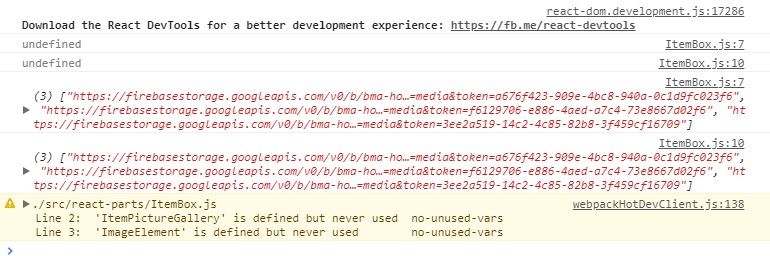 react-dom.development.js:17286
Download the React DevTools for a better development experience: https://fb.me/react-devtools
undefined ItemBox.js:7
undefined ItemBox.js:10
ItemBox.js:7
(3) ["https://firebasestorage.googleapis.com/v0/b/bma-ho…=media&token=a676f423-909e-4bc8-940a-0c1d9fc023f6",
"https://firebasestorage.googleapis.com/v0/b/bma-ho…=media&token=f6129706-e886-4aed-a7c4-73e8667d02f6", "ht
tps://firebasestorage.googleapis.com/v0/b/bma-ho…=media&token=3ee2a519-14c2-4c85-82b8-3f459cf16709"]
ItemBox.js:10
(3) ["https://firebasestorage.googleapis.com/v0/b/bma-ho…=media&token=a676f423-909e-4bc8-940a-0c1d9fc023f6",
"https://firebasestorage.googleapis.com/v0/b/bma-ho…=media&token=f6129706-e886-4aed-a7c4-73e8667d02f6", "ht
tps://firebasestorage.googleapis.com/v0/b/bma-ho…=media&token=3ee2a519-14c2-4c85-82b8-3f459cf16709"]
./src/react-parts/ItemBox.js webpackHotDevClient.js:138
Line 2: 'ItemPictureGallery' is defined but never used no-unused-vars
Line 3: 'ImageElement' is defined but never used no-unused-vars